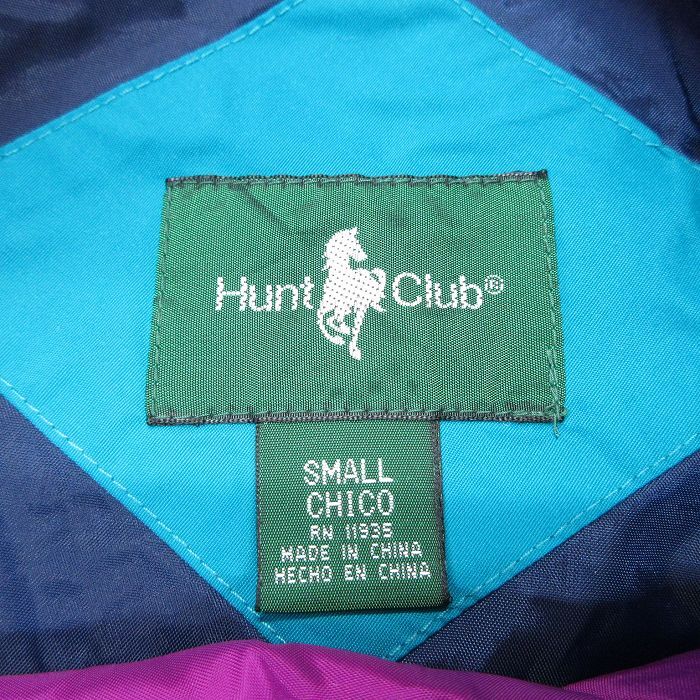 Hunt Club®
SMALL
CHICO
RN 11935
MADE IN CHINA
HECHO EN CHINA